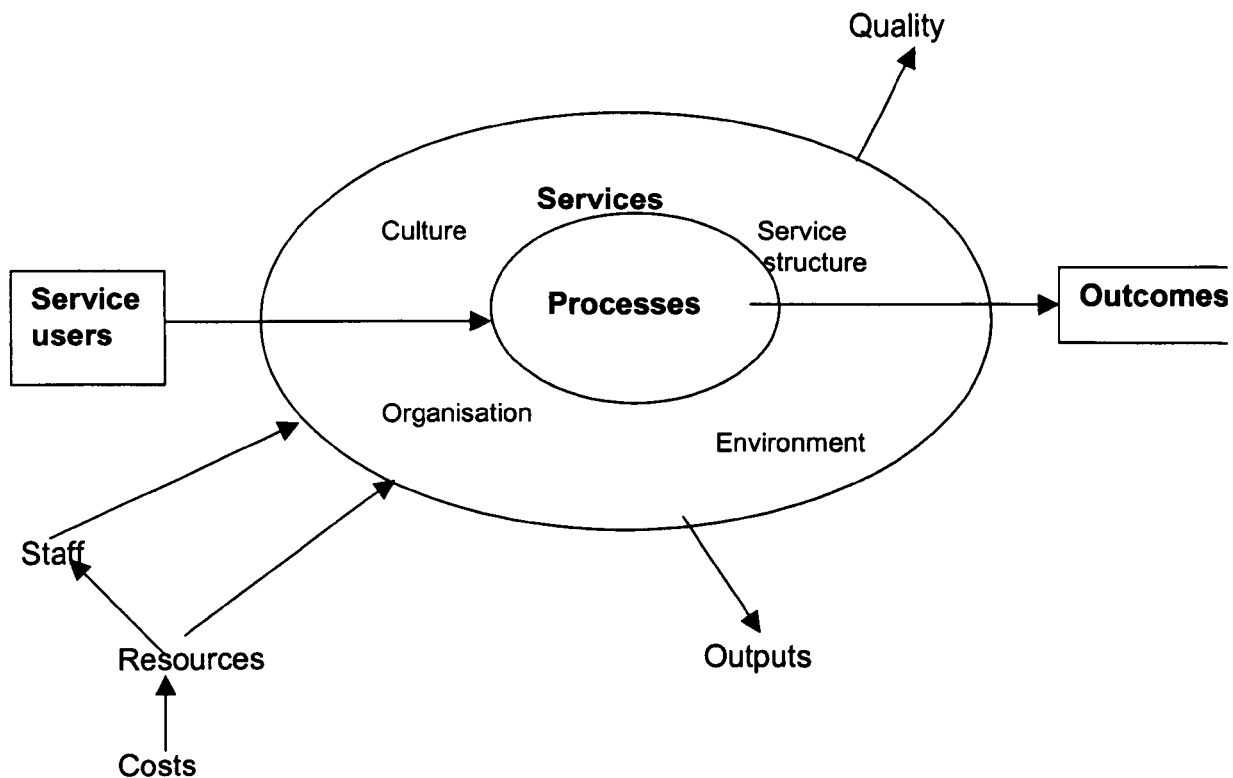 Quality
Services
Culture
Service
structure
Service
users
Processes
Outcomes
Organisation
Environment
Staff
Resources
Outputs
Costs